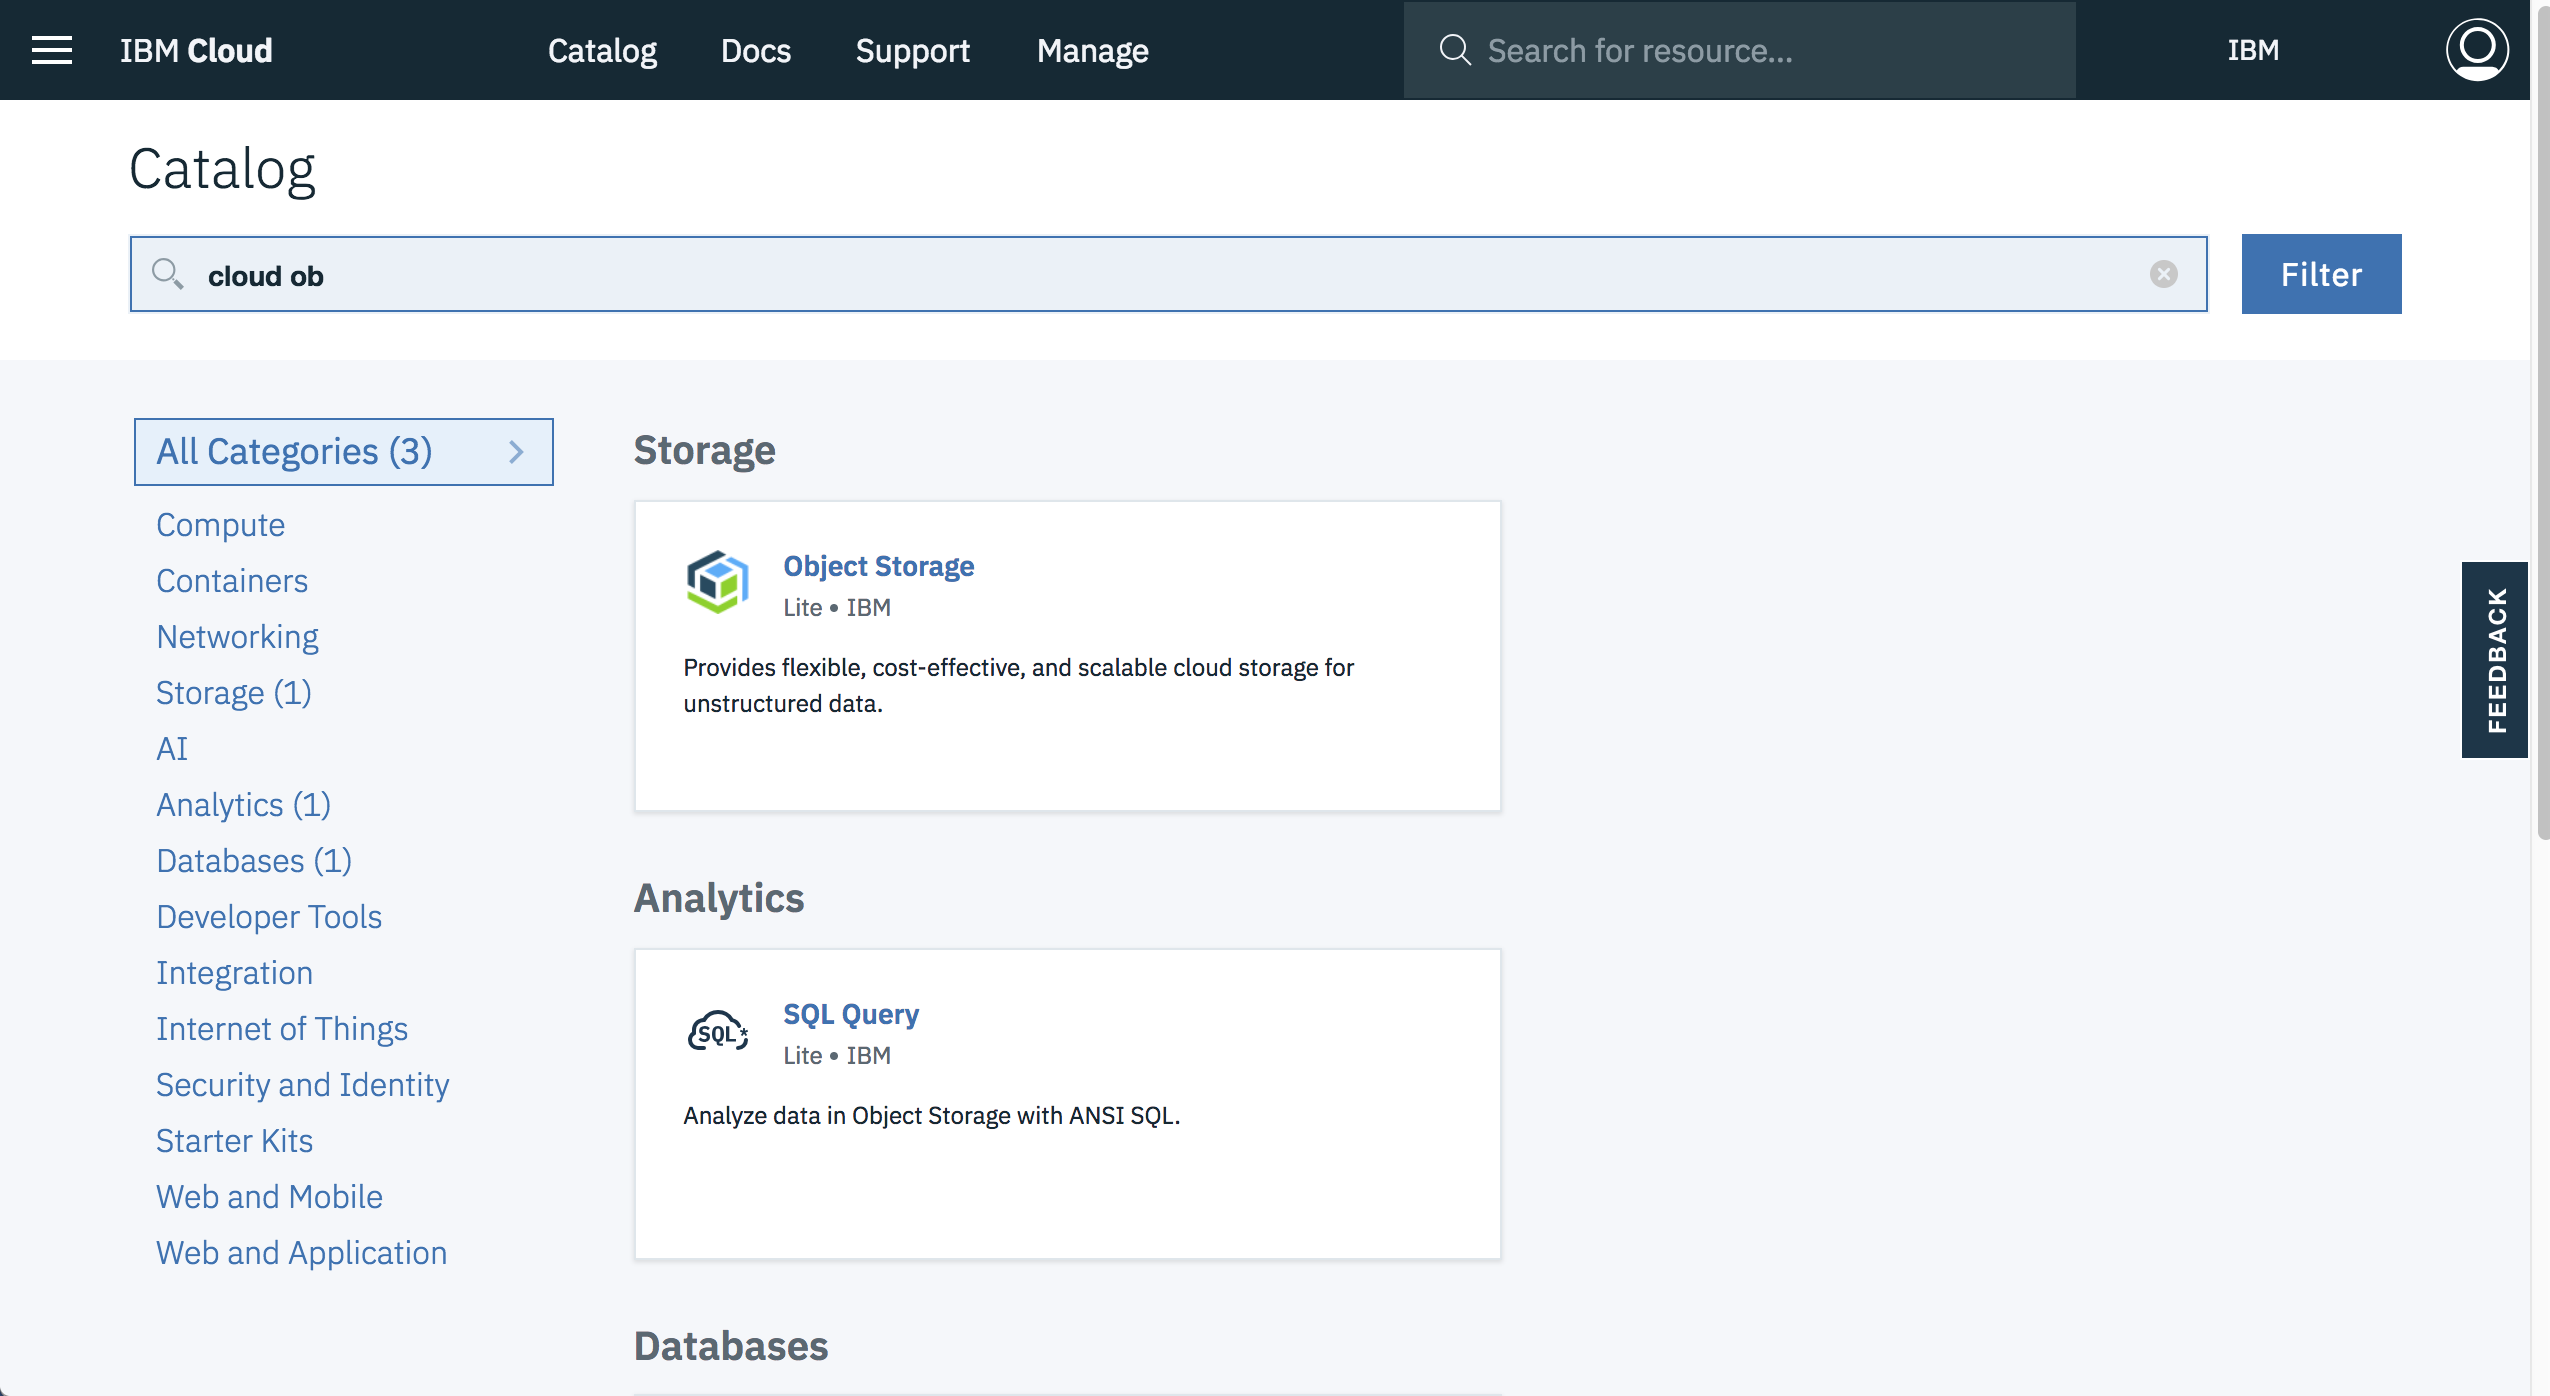 IBM Cloud
Catalog
Docs
Support
Manage
Search for resource...
IBM
Catalog
cloud ob
Filter
All Categories (3)
Compute
Containers
Networking
Storage (1)
AI
Analytics (1)
Databases (1)
Developer Tools
Integration
Internet of Things
Security and Identity
Starter Kits
Web and Mobile
Web and Application
Storage
Object Storage
Lite • IBM
Provides flexible, cost-effective, and scalable cloud storage for
unstructured data.
Analytics
SQL*
SQL Query
Lite • IBM
Analyze data in Object Storage with ANSI SQL.
Databases
FEEDBACK